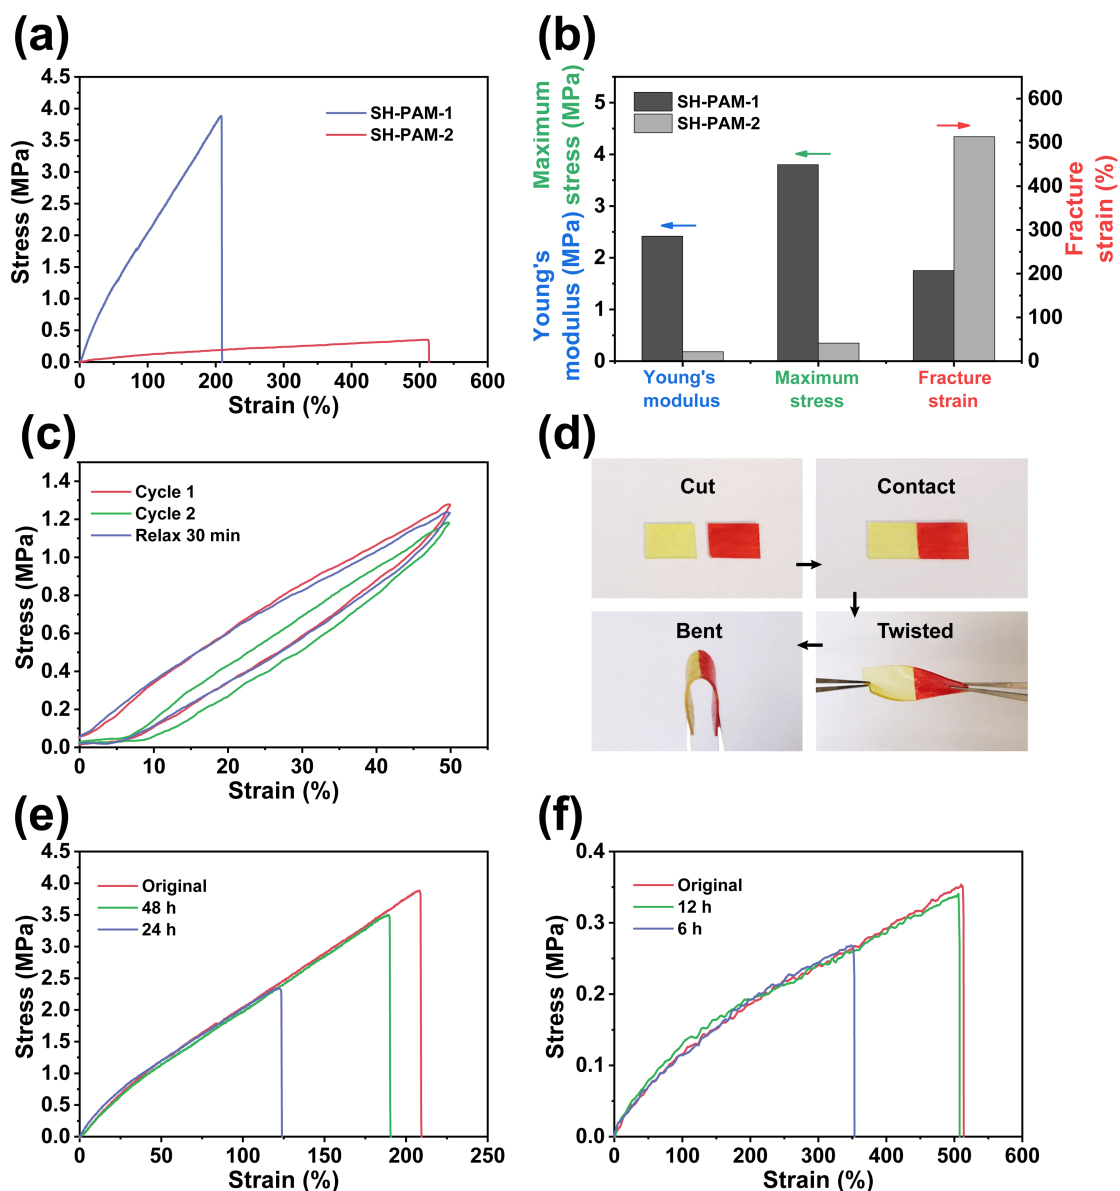 (a)
4.5
4.0
3.5
3.0
2.5
2.0
1.5
1.0
0.5
0.0
0 100 200 300 400 500 600
Stress (MPa)
Strain (%)
SH-PAM-1
SH-PAM-2
(b)
Maximum
stress (MPa)
Young's
modulus (MPa)
5
4
3
2
1
0
SH-PAM-1
SH-PAM-2
600
500
400
300
200
100
0
Fracture
strain (%)
Young's
modulus
Maximum
stress
Fracture
strain
(c)
1.4
1.2
1.0
0.8
0.6
0.4
0.2
0.0
0 10 20 30 40 50
Stress (MPa)
Strain (%)
Cycle 1
Cycle 2
Relax 30 min
(d)
Cut
Contact
Bent
Twisted
(e)
4.5
4.0
3.5
3.0
2.5
2.0
1.5
1.0
0.5
0.0
0 50 100 150 200 250
Stress (MPa)
Strain (%)
Original
48 h
24 h
(f)
0.4
0.3
0.2
0.1
0.0
0 100 200 300 400 500 600
Stress (MPa)
Strain (%)
Original
12 h
6 h